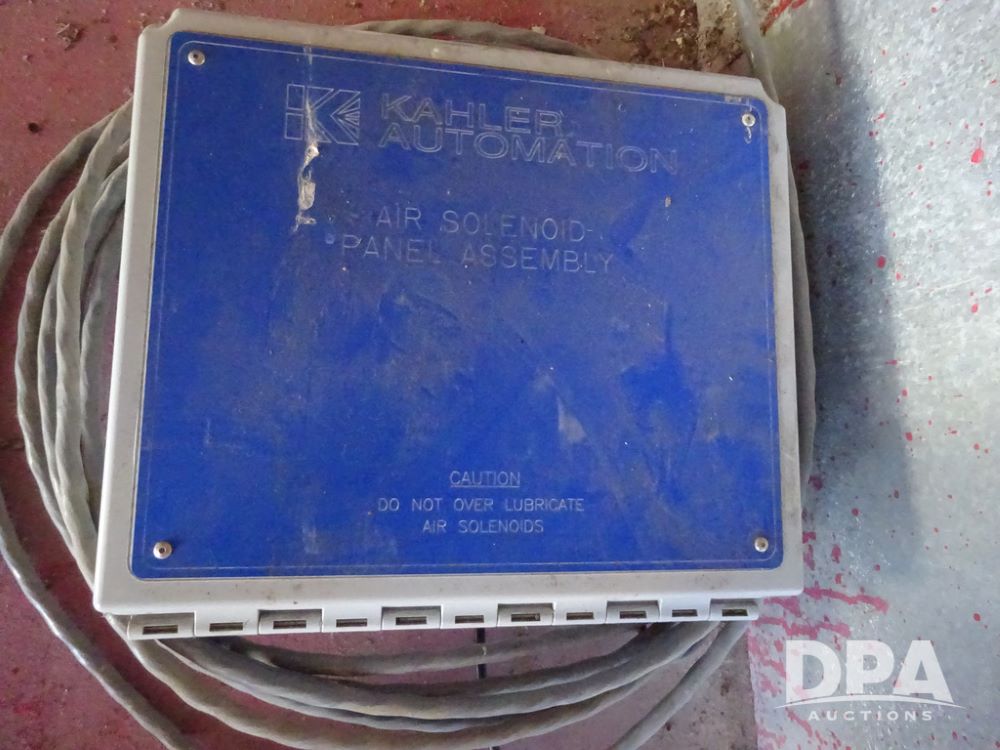 KAHLER
AUTOMATION
AIR SOLENOID
PANEL ASSEMBLY
CAUTION
DO NOT OVER LUBRICATE
AIR SOLENOIDS
DPA
AUCTIONS